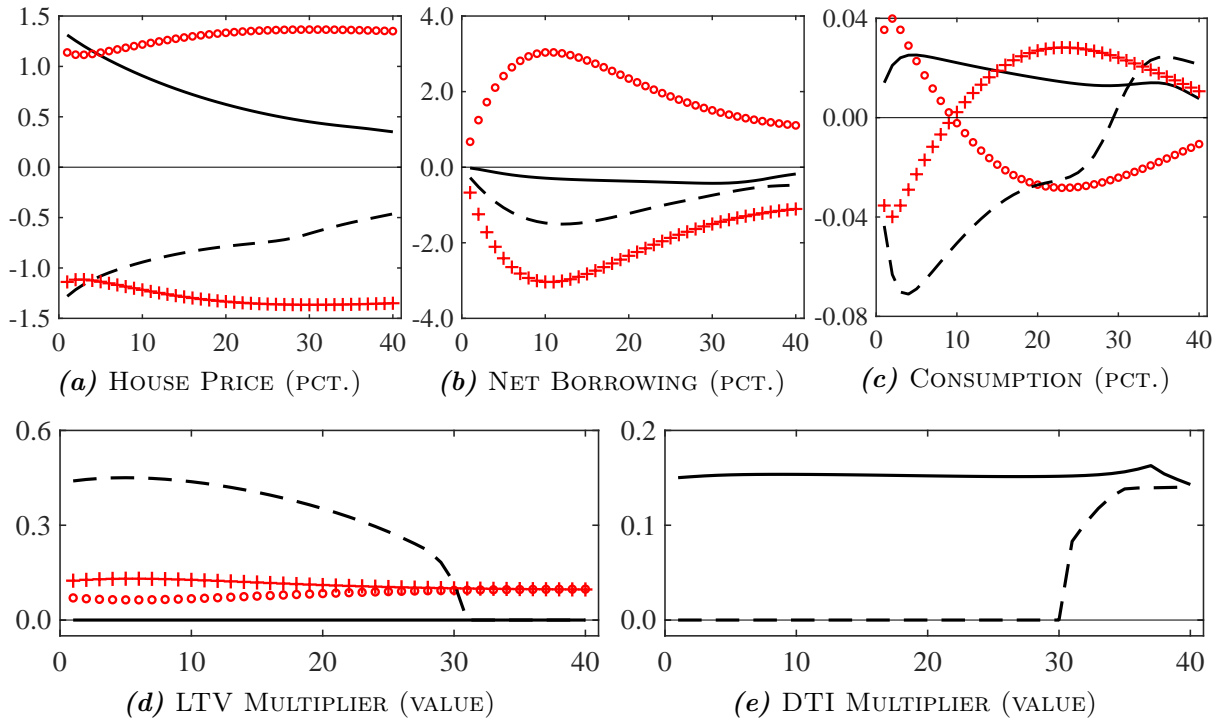 1.5
1.0
0.5
0.0
-0.5
-1.0
-1.5
0 10 20 30 40
(a) HOUSE PRICE (PCT.)
4.0
2.0
0.0
-2.0
-4.0
0 10 20 30 40
(b) NET BORROWING (PCT.)
0.04
0.00
-0.04
-0.08
0 10 20 30 40
(c) CONSUMPTION (PCT.)
0.6
0.3
0.0
0 10 20 30 40
(d) LTV MULTIPLIER (VALUE)
0.2
0.1
0.0
0 10 20 30 40
(e) DTI MULTIPLIER (VALUE)